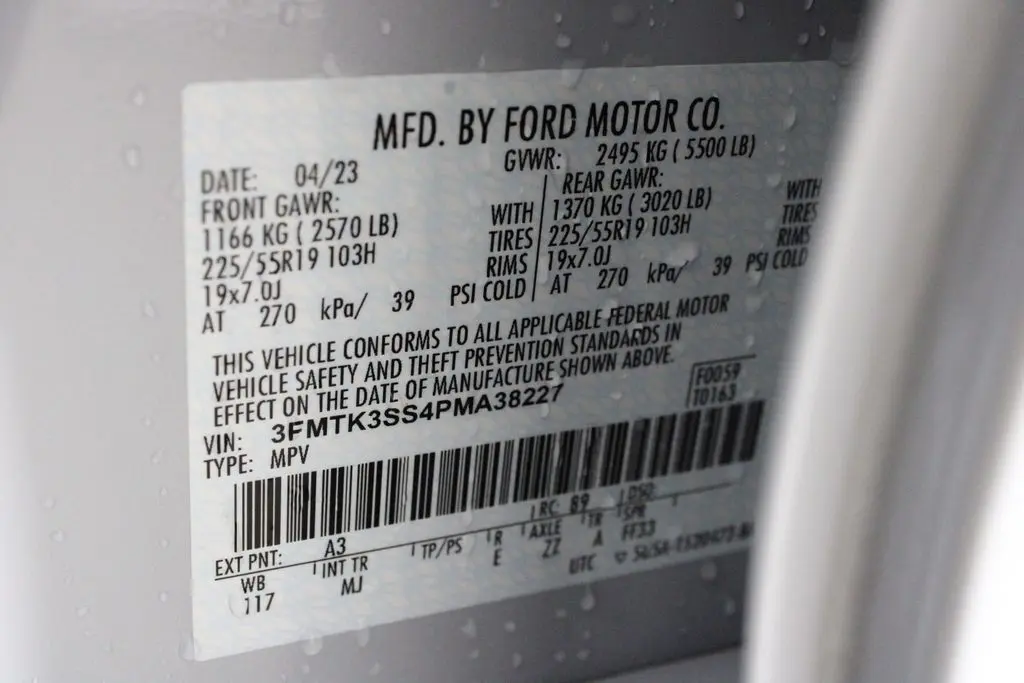 MFD. BY FORD MOTOR CO.
DATE: 04/23
GVWR: 2495 KG ( 5500 LB)
FRONT GAWR:
1166 KG ( 2570 LB) WITH
225/55R19 103H TIRES
19x7.0J RIMS
AT 270 kPa/ 39 PSI COLD
REAR GAWR:
1370 KG ( 3020 LB) WITH
225/55R19 103H TIRES
19x7.0J RIMS
AT 270 kPa/ 39 PSI COLD
THIS VEHICLE CONFORMS TO ALL APPLICABLE FEDERAL MOTOR
VEHICLE SAFETY AND THEFT PREVENTION STANDARDS IN
EFFECT ON THE DATE OF MANUFACTURE SHOWN ABOVE.
VIN: 3FMTK3SS4PMA38227
F0059
T0163
TYPE: MPV
EXT PNT: A3 RC: 89 DSO:
WB INT TR TP/PS R AXLE TR SPR
117 MJ E ZZ A FF33
UTC